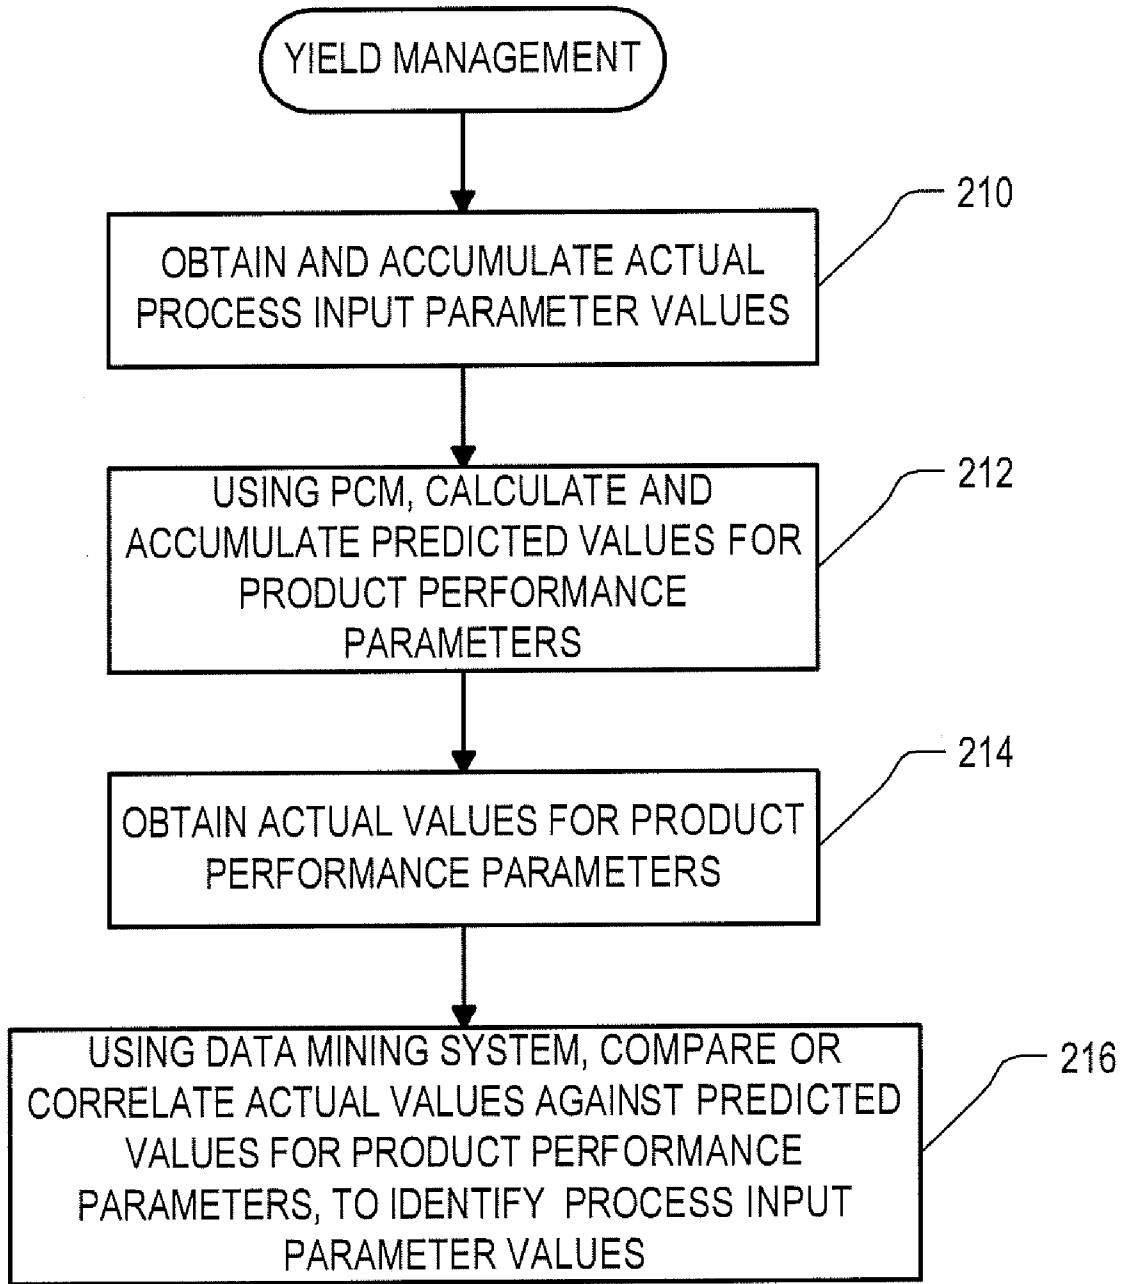 YIELD MANAGEMENT
210
OBTAIN AND ACCUMULATE ACTUAL
PROCESS INPUT PARAMETER VALUES
212
USING PCM, CALCULATE AND
ACCUMULATE PREDICTED VALUES FOR
PRODUCT PERFORMANCE
PARAMETERS
214
OBTAIN ACTUAL VALUES FOR PRODUCT
PERFORMANCE PARAMETERS
216
USING DATA MINING SYSTEM, COMPARE OR
CORRELATE ACTUAL VALUES AGAINST PREDICTED
VALUES FOR PRODUCT PERFORMANCE
PARAMETERS, TO IDENTIFY PROCESS INPUT
PARAMETER VALUES